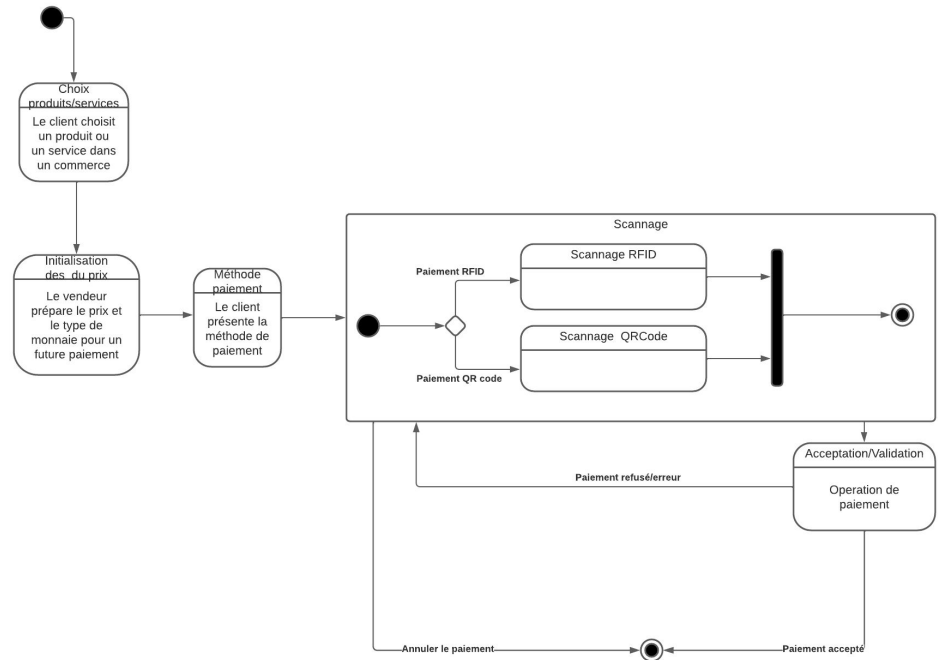 Choix
produits/services
Le client choisit
un produit ou
un service dans
un commerce
Initialisation
des du prix
Le vendeur
prépare le prix et
le type de
monnaie pour un
future paiement
Méthode
paiement
Le client
présente la
méthode de
paiement
Scannage
Paiement RFID
Scannage RFID
Scannage QRCode
Paiement QR code
Acceptation/Validation
Operation de
paiement
Paiement refusé/erreur
Annuler le paiement
Paiement accepté